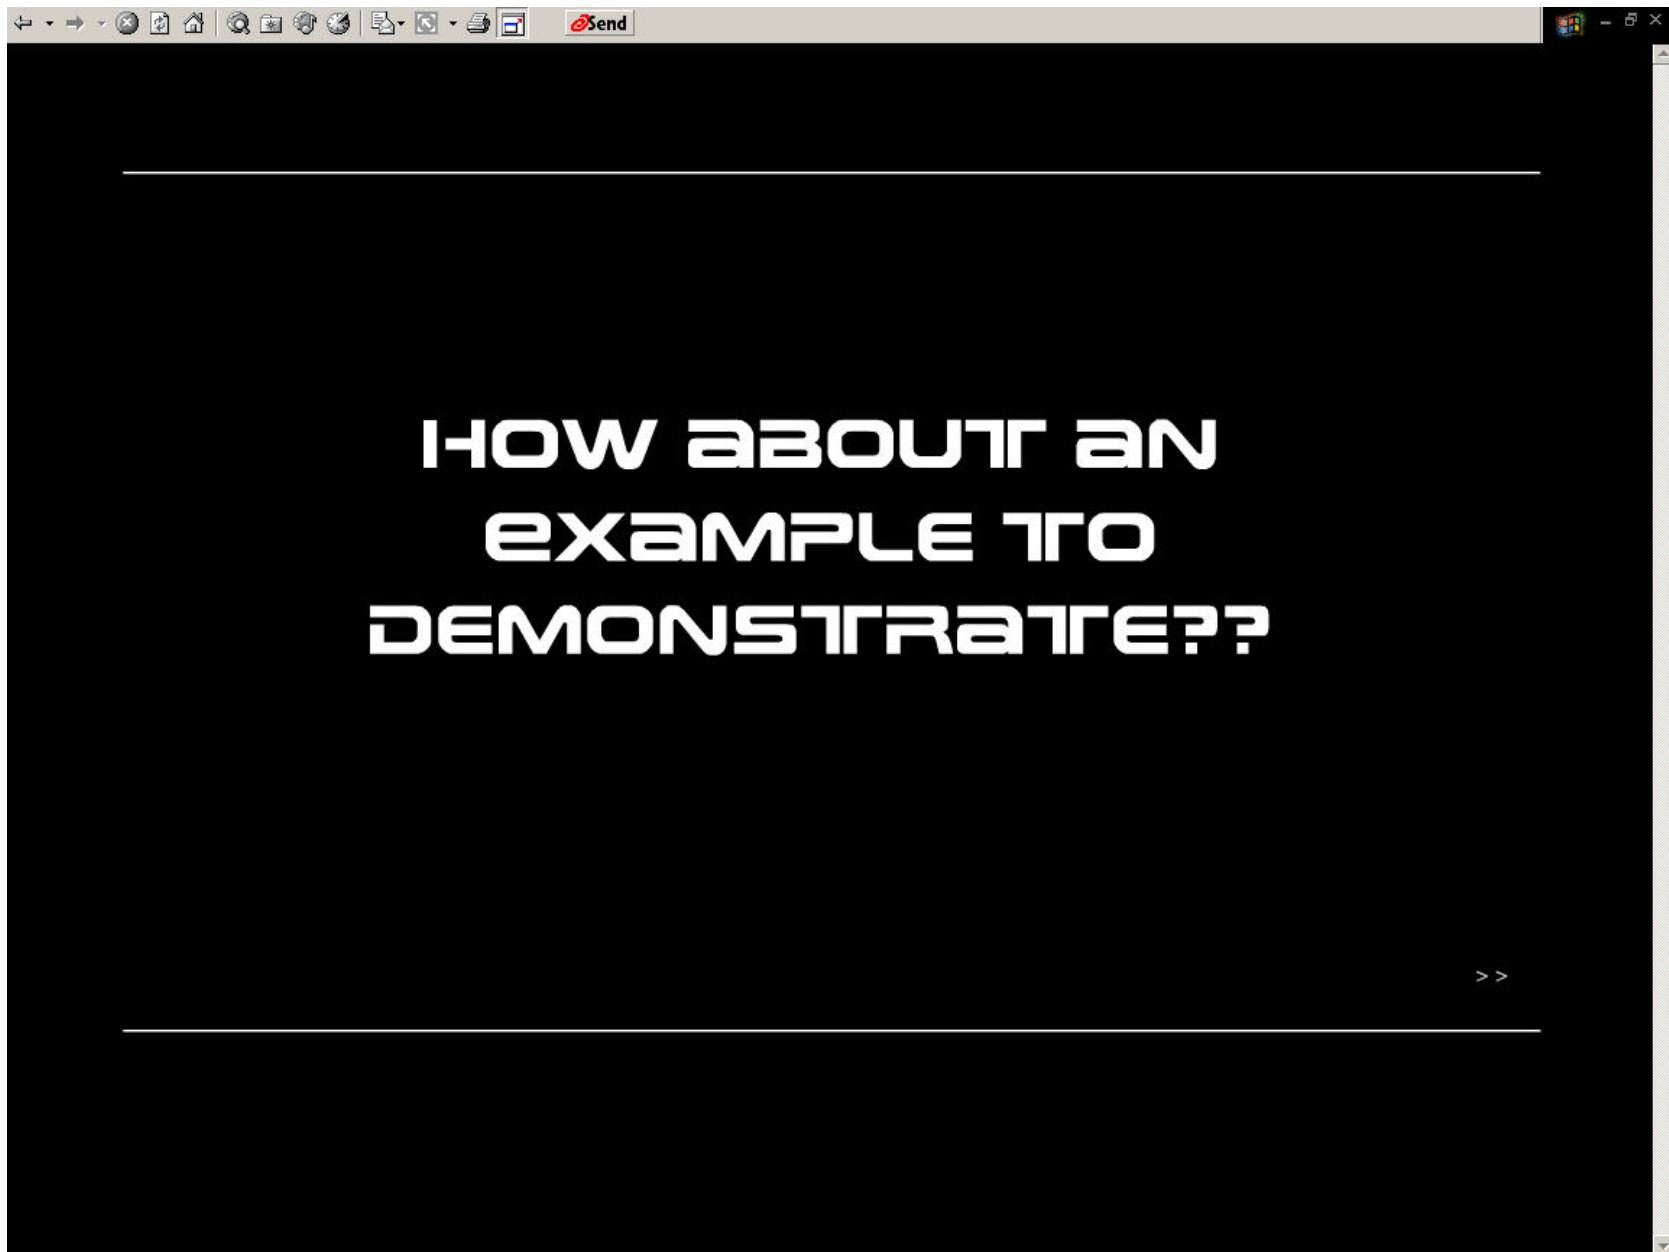 Send
HOW ABOUT AN
EXAMPLE TO
DEMONSTRATE??
>>